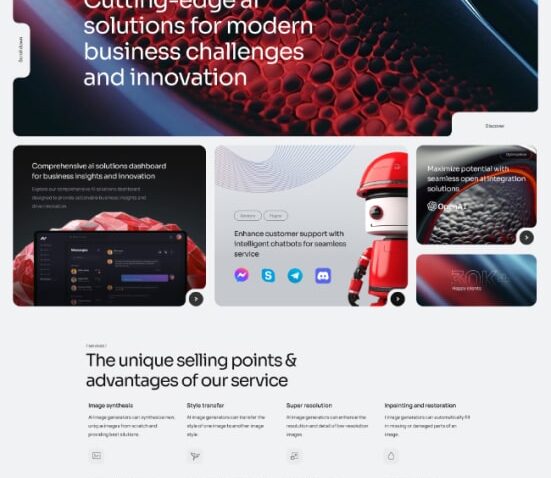 Cutting-edge ai
solutions for modern
business challenges
and innovation
Scroll down
Discover
Comprehensive ai solutions dashboard
for business insights and innovation
Explore our comprehensive AI solutions dashboard
designed to provide actionable business insights and
drive innovation
Messages
Enhance customer support with
intelligent chatbots for seamless
service
Maximize potential with
seamless open ai integration
solutions
OpenAI
30K+
Happy clients
The unique selling points &
advantages of our service
Image synthesis
AI image generators can synthesize new,
unique images from scratch and
providing best solutions
Style transfer
AI image generators can transfer the
style of one image to another image
style.
Super resolution
AI image generators can enhance the
resolution and detail of low-resolution
images
Inpainting and restoration
I image generators can automatically fill
in missing or damaged parts of an
image.